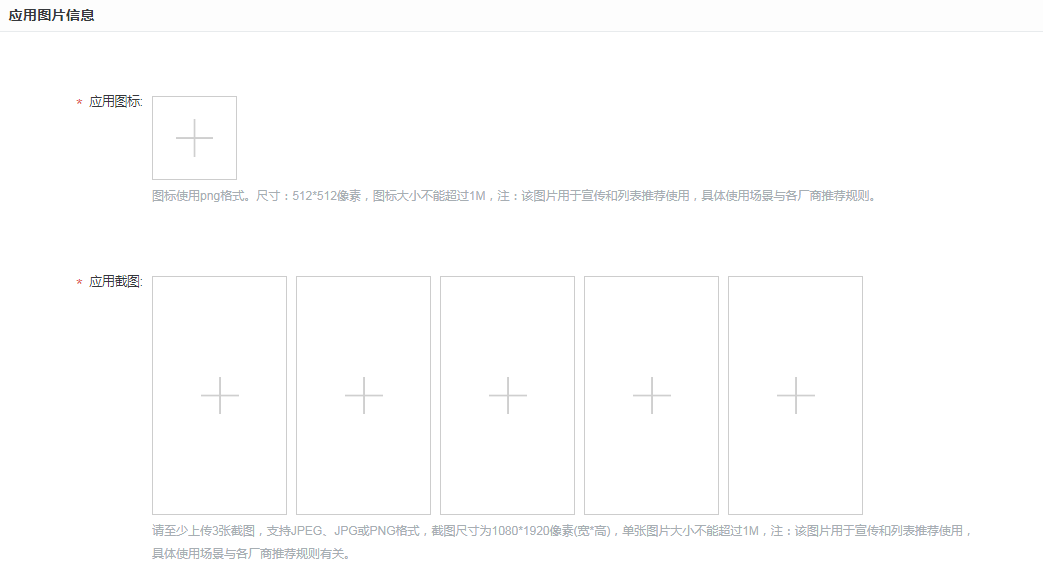 应用图片信息
* 应用图标:
图标使用png格式。尺寸：512*512像素，图标大小不能超过1M，注：该图片用于宣传和列表推荐使用，具体使用场景与各厂商推荐规则。
* 应用截图:
请至少上传3张截图，支持JPEG、JPG或PNG格式，截图尺寸为1080*1920像素(宽*高)，单张图片大小不能超过1M，注：该图片用于宣传和列表推荐使用，
具体使用场景与各厂商推荐规则有关。